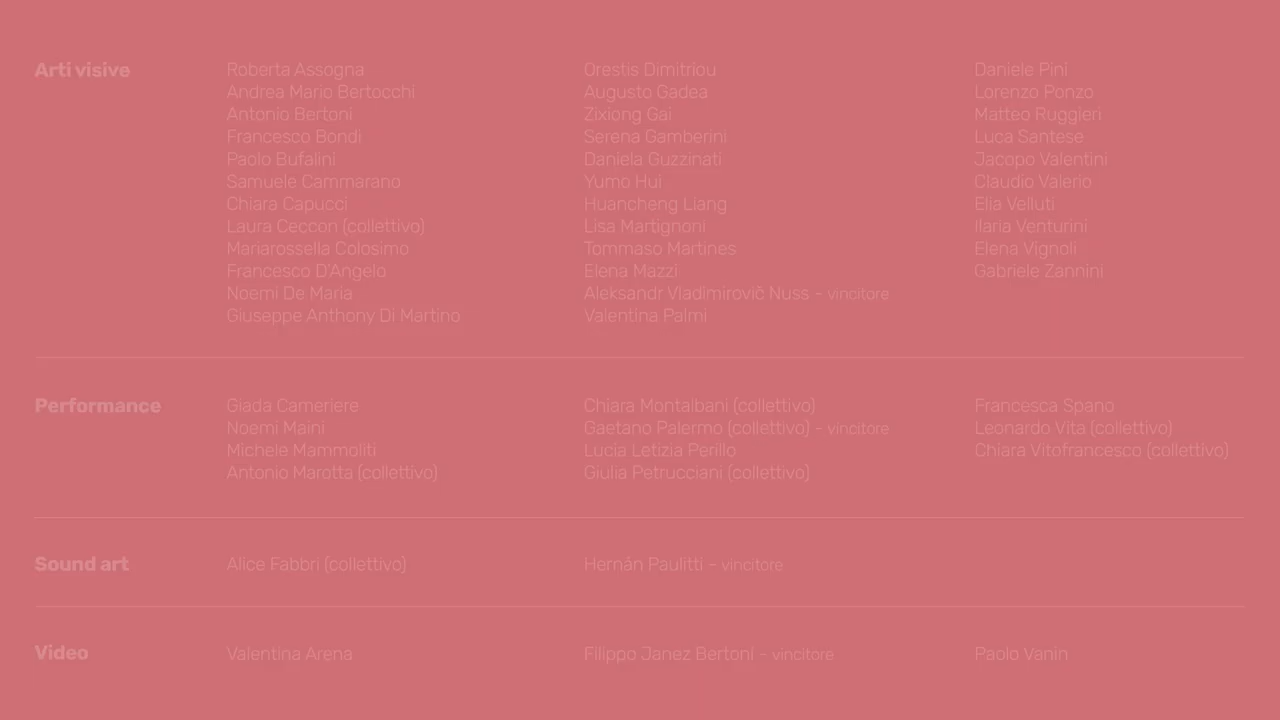 Arti visive
Roberta Assogna
Andrea Mario Bertocchi
Antonio Bertoni
Francesco Bondi
Paolo Bufalini
Samuele Cammarano
Chiara Capucci
Laura Ceccon (collettivo)
Mariarossella Colosimo
Francesco D'Angelo
Noemi De Maria
Giuseppe Anthony Di Martino
Orestis Dimitriou
Augusto Gadea
Zixiong Gai
Serena Gamberini
Daniela Guzzinati
Yumo Hui
Huancheng Liang
Lisa Martignoni
Tommaso Martines
Elena Mazzi
Aleksandr Vladimirovič Nuss - vincitore
Valentina Palmi
Daniele Pini
Lorenzo Ponzo
Matteo Ruggieri
Luca Santese
Jacopo Valentini
Claudio Valerio
Elia Velluti
Ilaria Venturini
Elena Vignoli
Gabriele Zannini
Performance
Giada Cameriere
Noemi Maini
Michele Mammoliti
Antonio Marotta (collettivo)
Chiara Montalbani (collettivo)
Gaetano Palermo (collettivo) - vincitore
Lucia Letizia Perillo
Giulia Petrucciani (collettivo)
Francesca Spano
Leonardo Vita (collettivo)
Chiara Vitofrancesco (collettivo)
Sound art
Alice Fabbri (collettivo)
Hernán Paulitti - vincitore
Video
Valentina Arena
Filippo Janez Bertoni - vincitore
Paolo Vanin